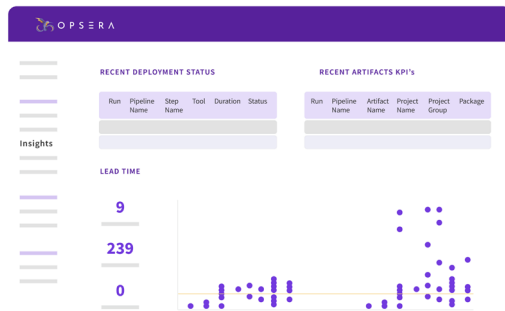 OPSERA
RECENT DEPLOYMENT STATUS
Run Pipeline Name Step Name Tool Duration Status
RECENT ARTIFACTS KPI's
Run Pipeline Name Artifact Name Project Name Project Group Package
Insights
LEAD TIME
9
239
0